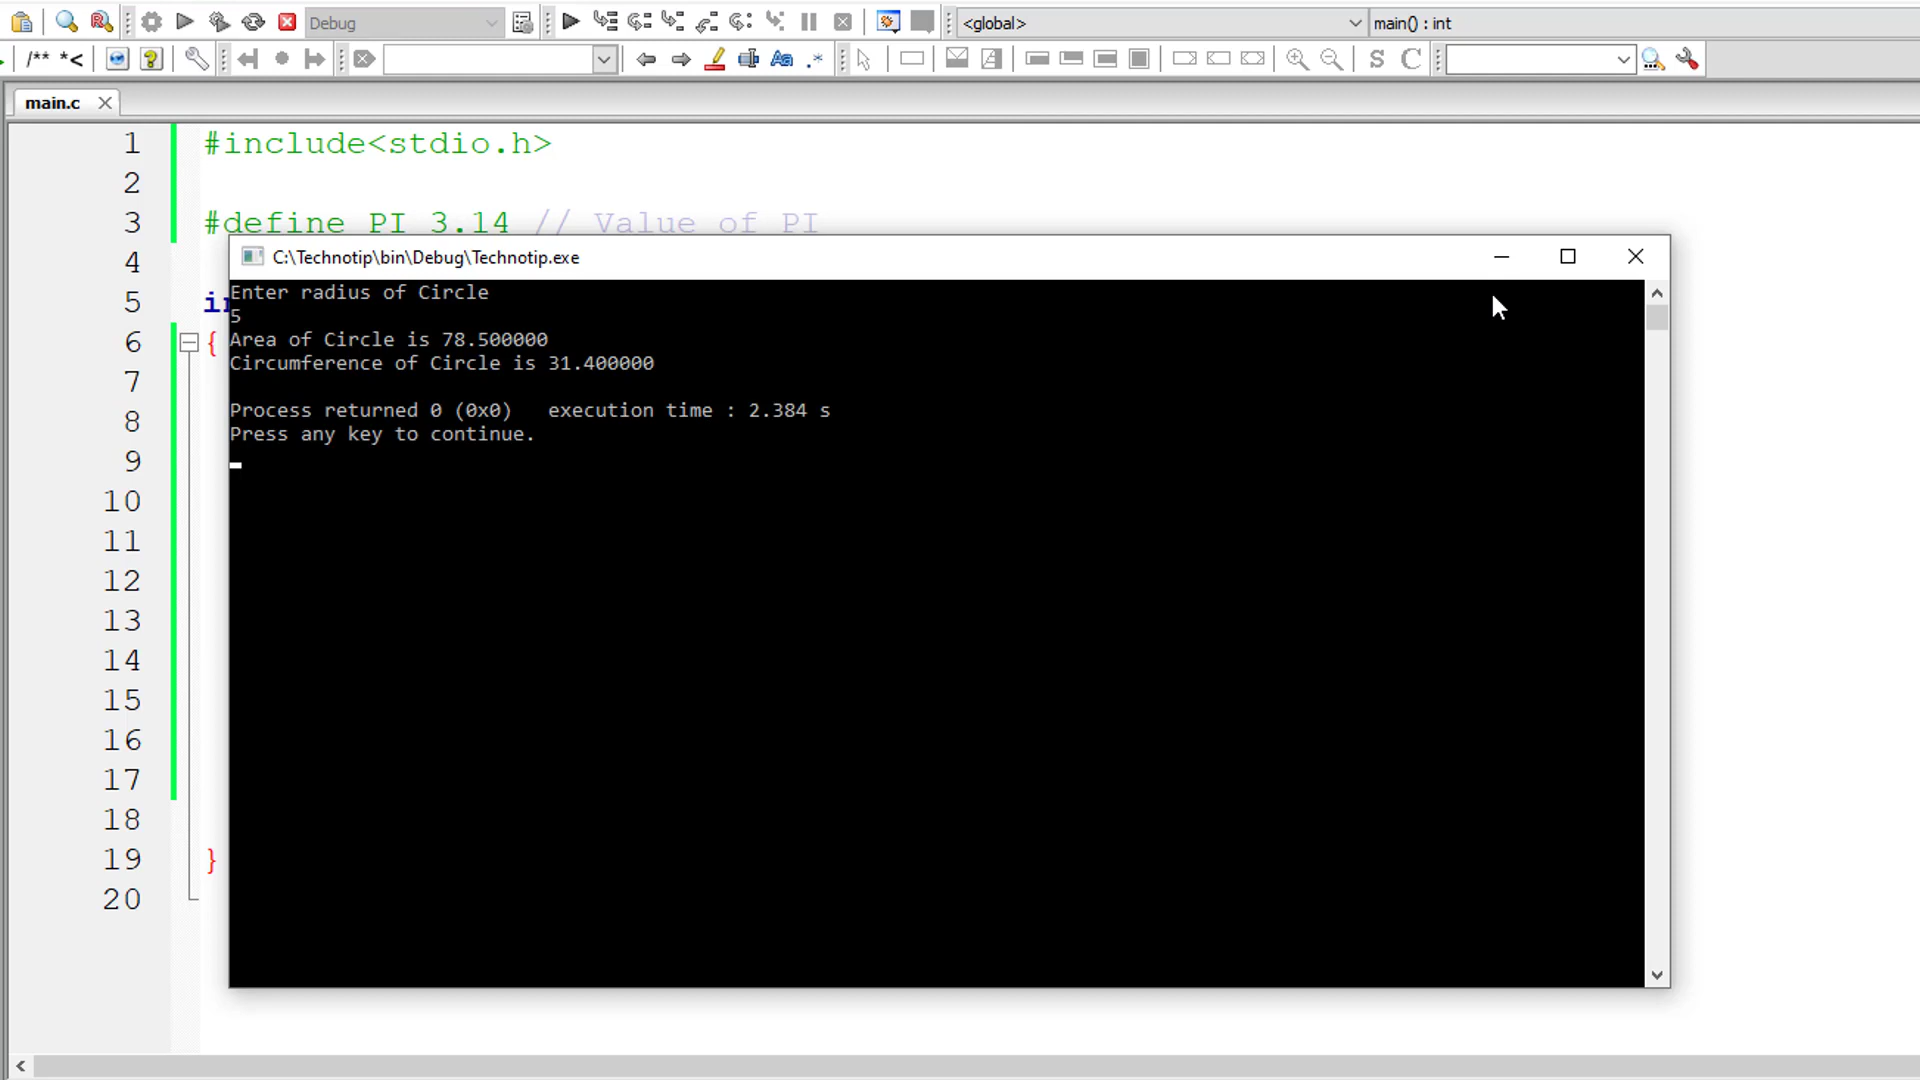 Debug
<global>
main() : int
/** *<
Aa
.*
S
C
main.c
1 #include<stdio.h>
2
3 #define PI 3.14 // Value of PI
4
5 in
6 {
7
8
9
10
11
12
13
14
15
16
17
18
19 }
20
C:\Technotip\bin\Debug\Technotip.exe
Enter radius of Circle
5
Area of Circle is 78.500000
Circumference of Circle is 31.400000
Process returned 0 (0x0)   execution time : 2.384 s
Press any key to continue.